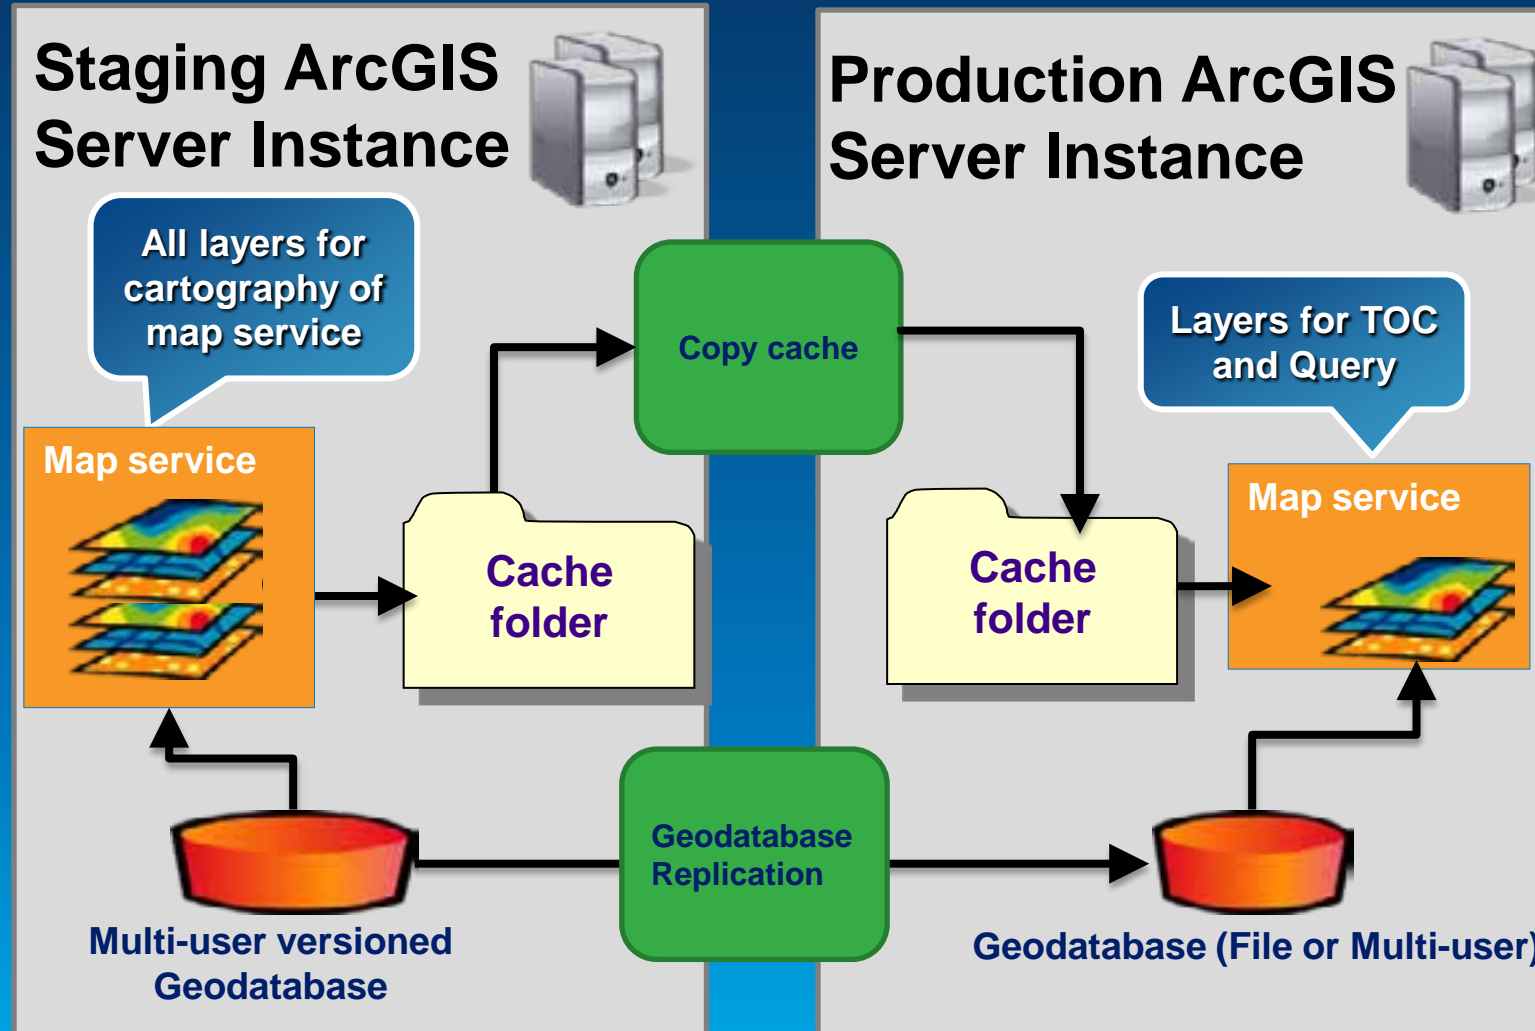 Staging ArcGIS
Server Instance
All layers for
cartography of
map service
Map service
Cache
folder
Multi-user versioned
Geodatabase
Copy cache
Geodatabase
Replication
Production ArcGIS
Server Instance
Layers for TOC
and Query
Cache
folder
Map service
Geodatabase (File or Multi-user)